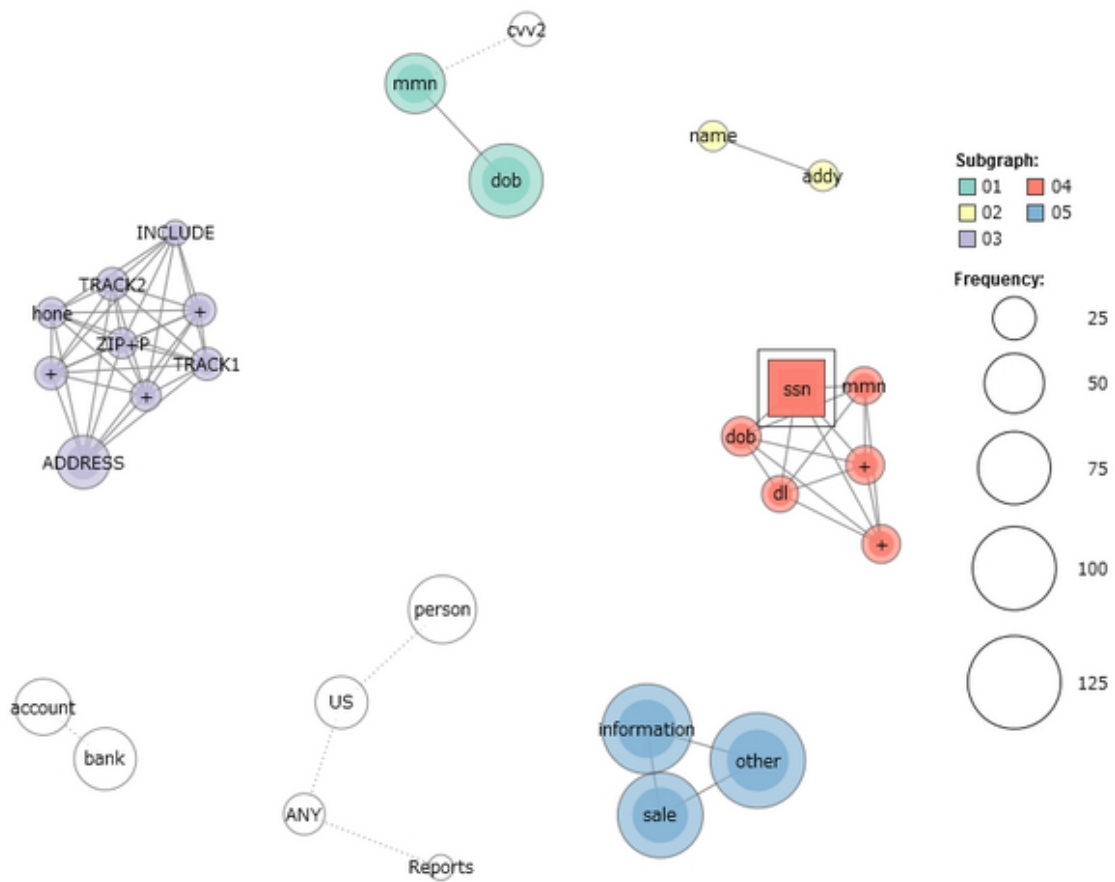 cvv2
mmn
name
dob
addy
Subgraph:
01 04
02 05
03
INCLUDE
TRACK2
hone
+
ZIP+P
TRACK1
+
+
ADDRESS
Frequency:
25
50
75
100
125
ssn
mmn
dob
+
dl
+
person
US
account
bank
ANY
Reports
information
other
sale